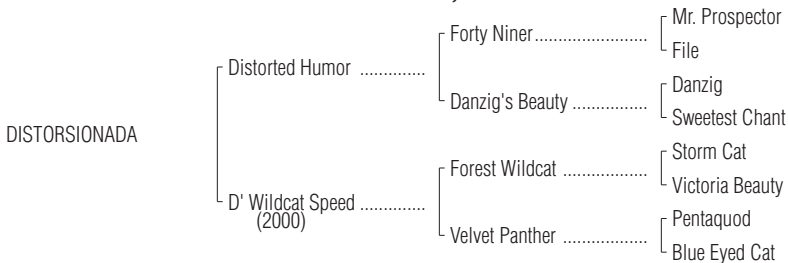 Mr. Prospector
Forty Niner......................
File
Distorted Humor ..............
Danzig
Danzig's Beauty ................
Sweetest Chant
DISTORSIONADA
Storm Cat
Forest Wildcat ..................
Victoria Beauty
D' Wildcat Speed ..............
(2000)
Pentaquod
Velvet Panther ..................
Blue Eyed Cat